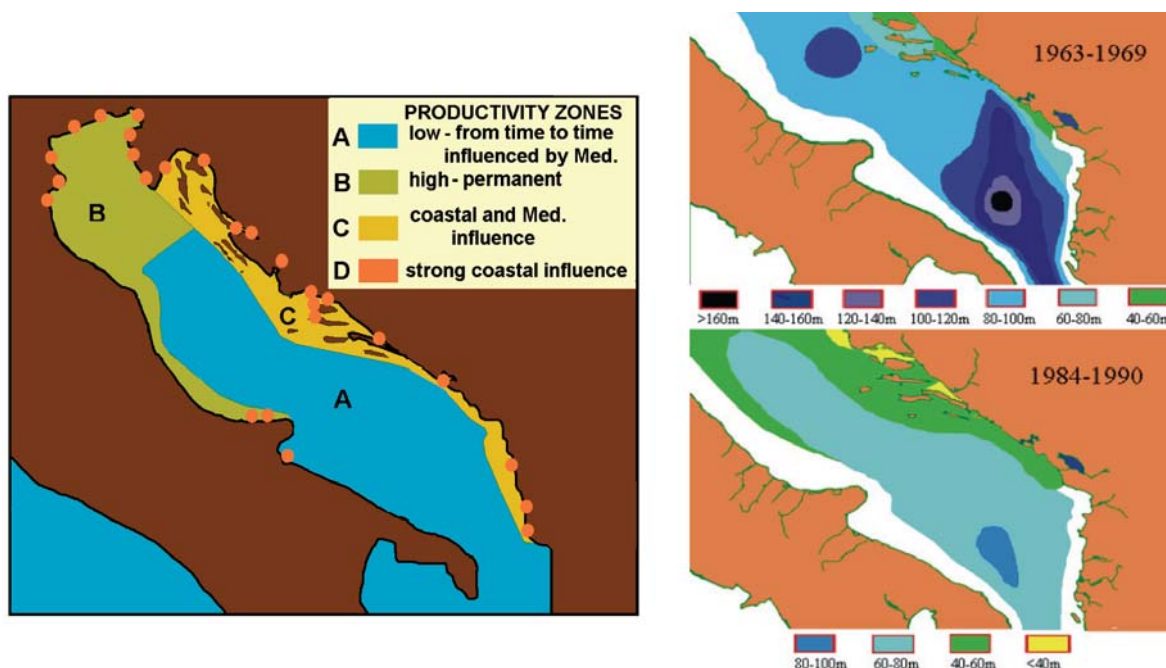 PRODUCTIVITY ZONES
A low - from time to time
influenced by Med.
B high - permanent
C coastal and Med.
influence
D strong coastal influence
B
C
A
1963-1969
>160m 140-160m 120-140m 100-120m 80-100m 60-80m 40-60m
1984-1990
80-100m 60-80m 40-60m <40m